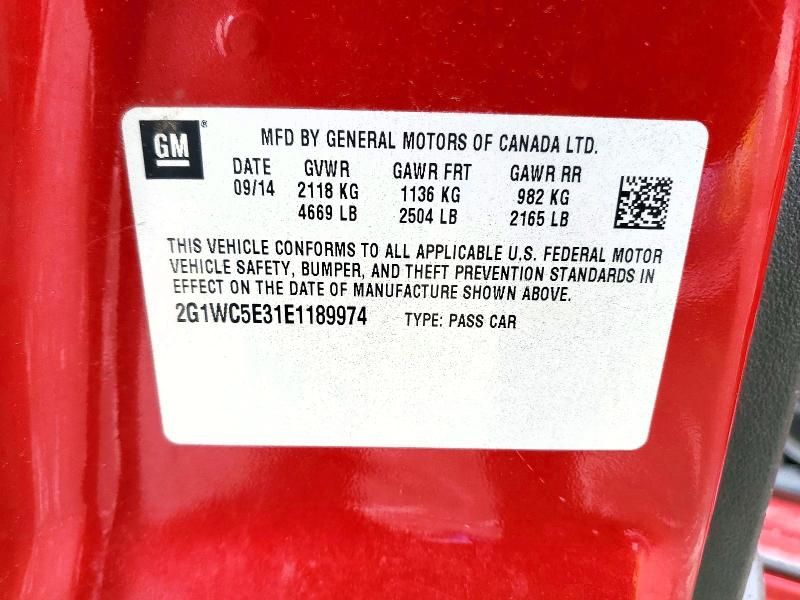 GM®
MFD BY GENERAL MOTORS OF CANADA LTD.
DATE GVWR GAWR FRT GAWR RR
09/14 2118 KG 1136 KG 982 KG
4669 LB 2504 LB 2165 LB
THIS VEHICLE CONFORMS TO ALL APPLICABLE U.S. FEDERAL MOTOR
VEHICLE SAFETY, BUMPER, AND THEFT PREVENTION STANDARDS IN
EFFECT ON THE DATE OF MANUFACTURE SHOWN ABOVE.
2G1WC5E31E1189974 TYPE: PASS CAR